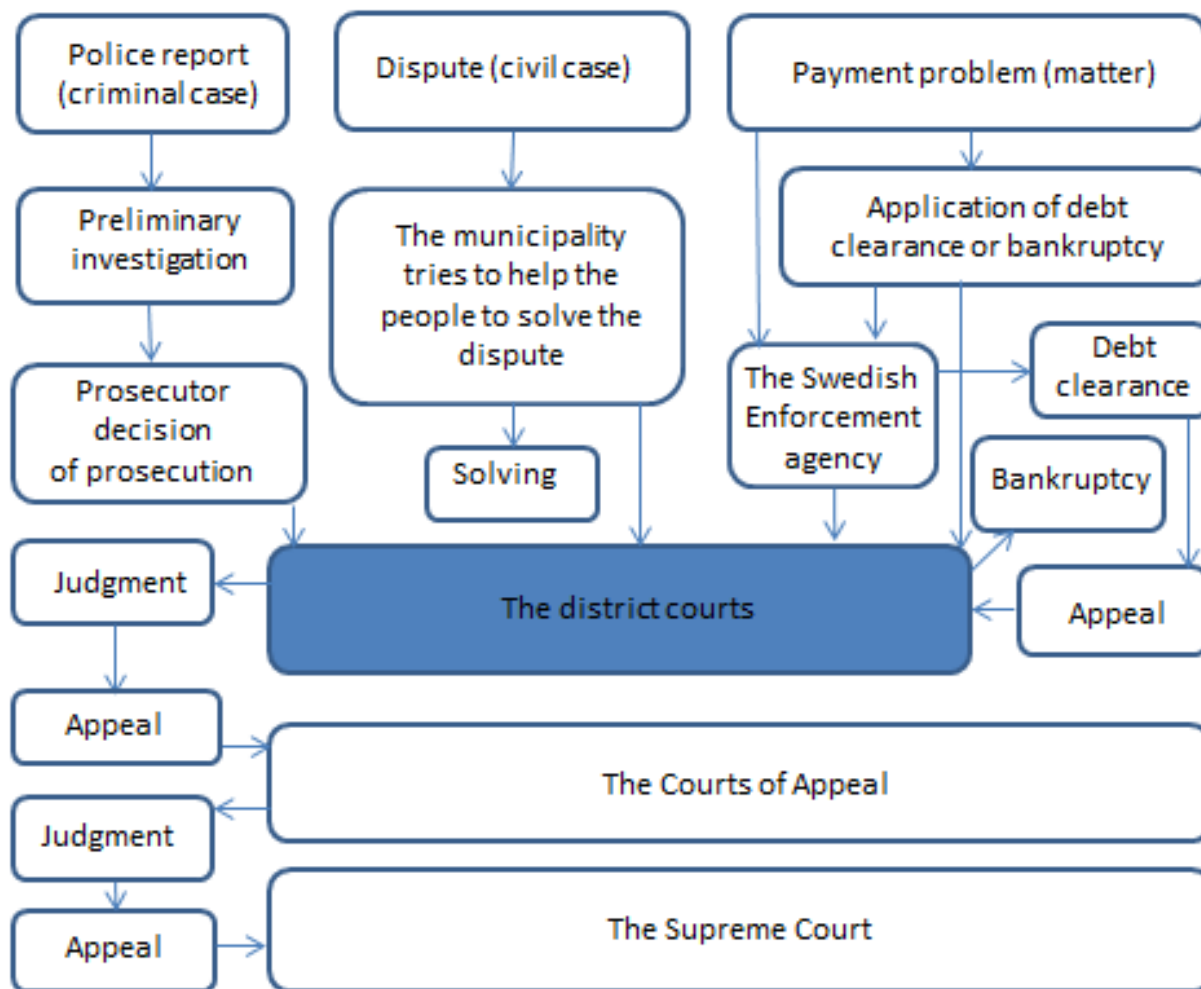 Police report
(criminal case)
Dispute (civil case)
Payment problem (matter)
Preliminary
investigation
The municipality
tries to help the
people to solve the
dispute
Application of debt
clearance or bankruptcy
Prosecutor
decision
of prosecution
Solving
The Swedish
Enforcement
agency
Debt
clearance
Bankruptcy
Judgment
The district courts
Appeal
Appeal
The Courts of Appeal
Judgment
Appeal
The Supreme Court